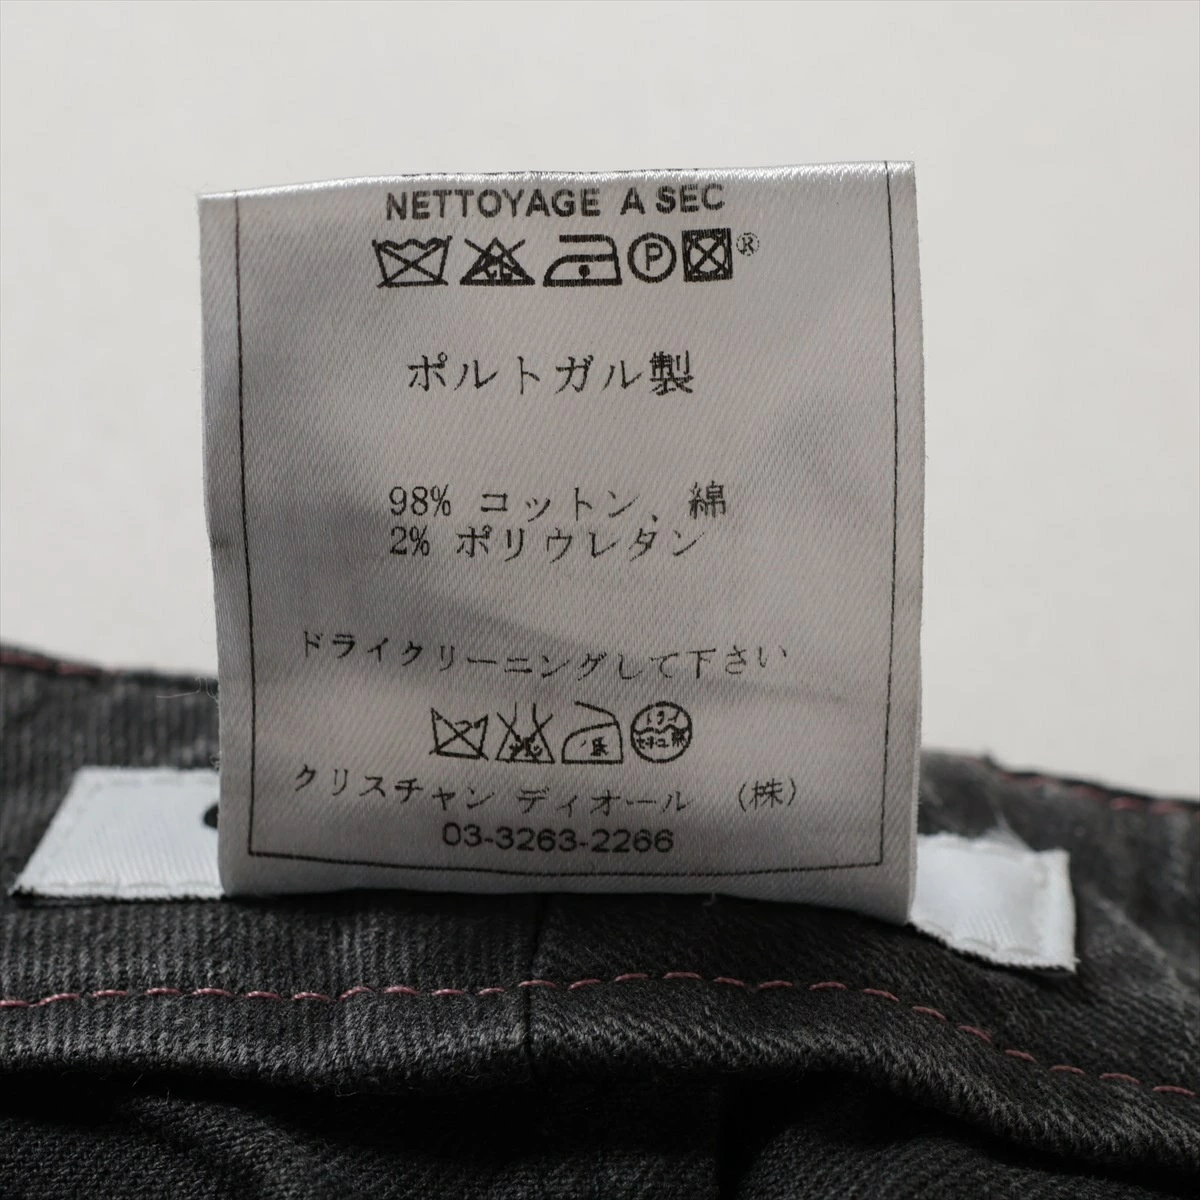 NETTOYAGE A SEC
CL P ®
ポルトガル製
98% コットン、綿
2% ポリウレタン
ドライクリーニングして下さい
クリスチャン ディオール (株)
03-3263-2266